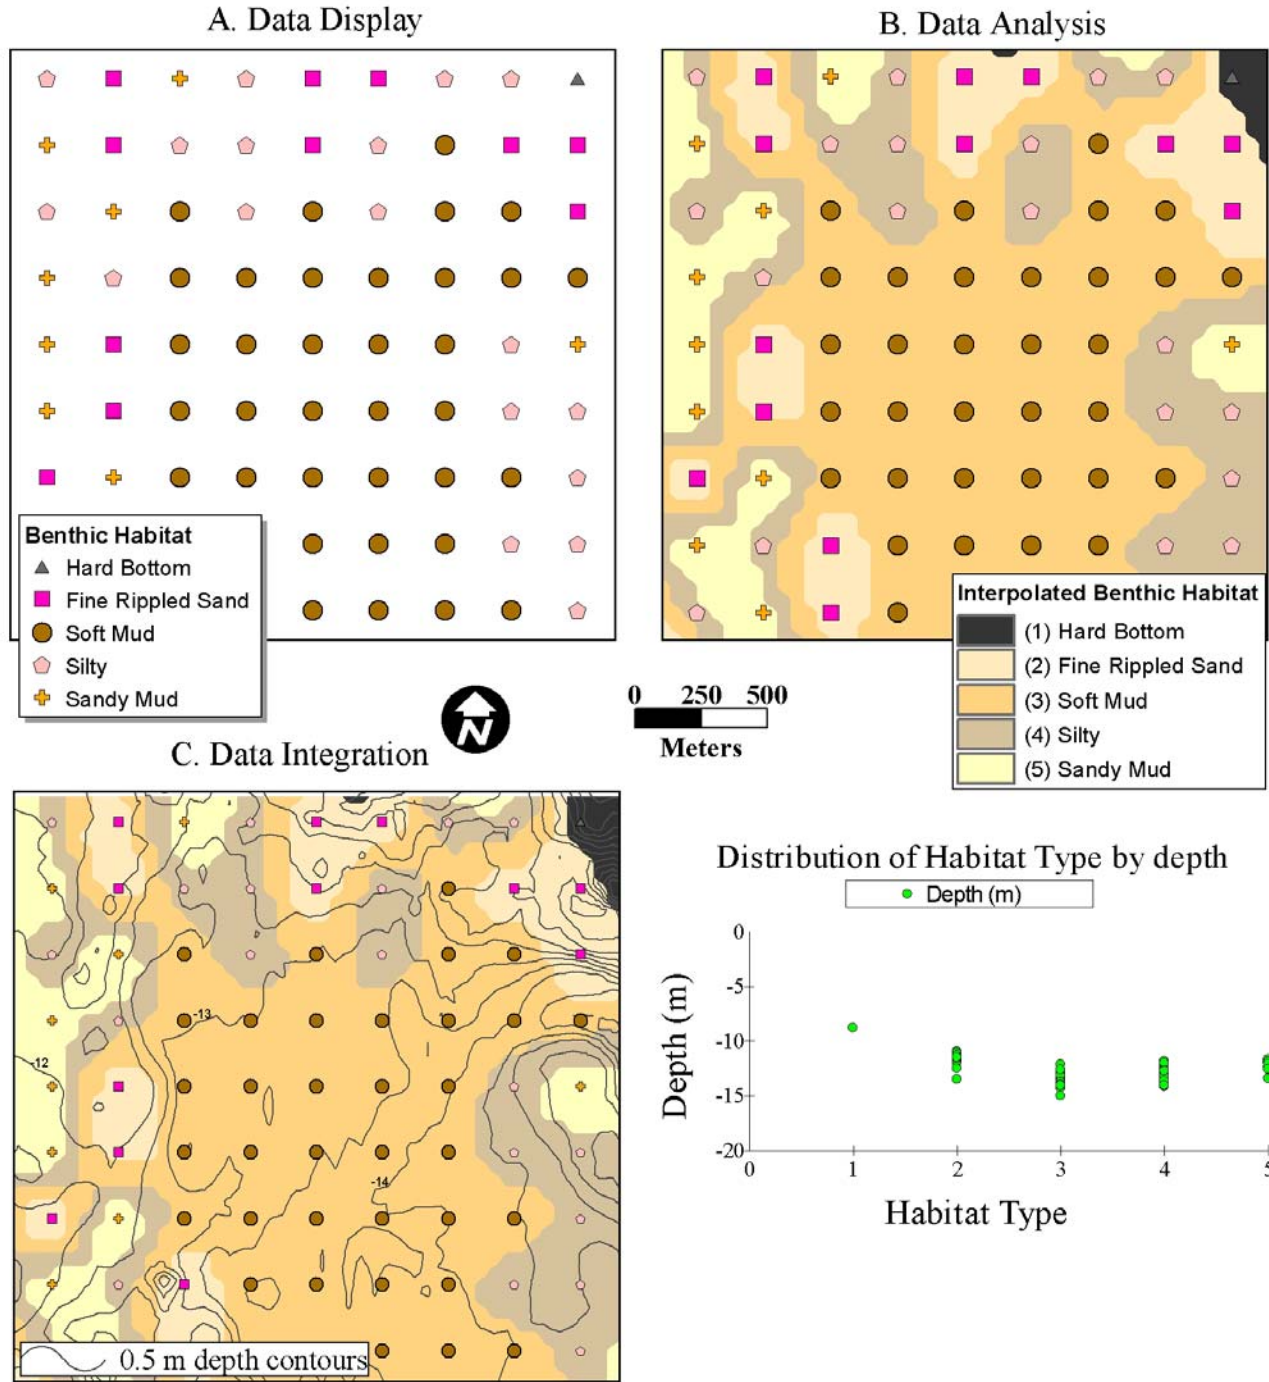 A. Data Display
B. Data Analysis
Benthic Habitat
Hard Bottom
Fine Rippled Sand
Soft Mud
Silty
Sandy Mud
N
0 250 500
Meters
Interpolated Benthic Habitat
(1) Hard Bottom
(2) Fine Rippled Sand
(3) Soft Mud
(4) Silty
(5) Sandy Mud
C. Data Integration
-13
-12
-14
0.5 m depth contours
Distribution of Habitat Type by depth
Depth (m)
Depth (m)
0
-5
-10
-15
-20
0 1 2 3 4 5
Habitat Type